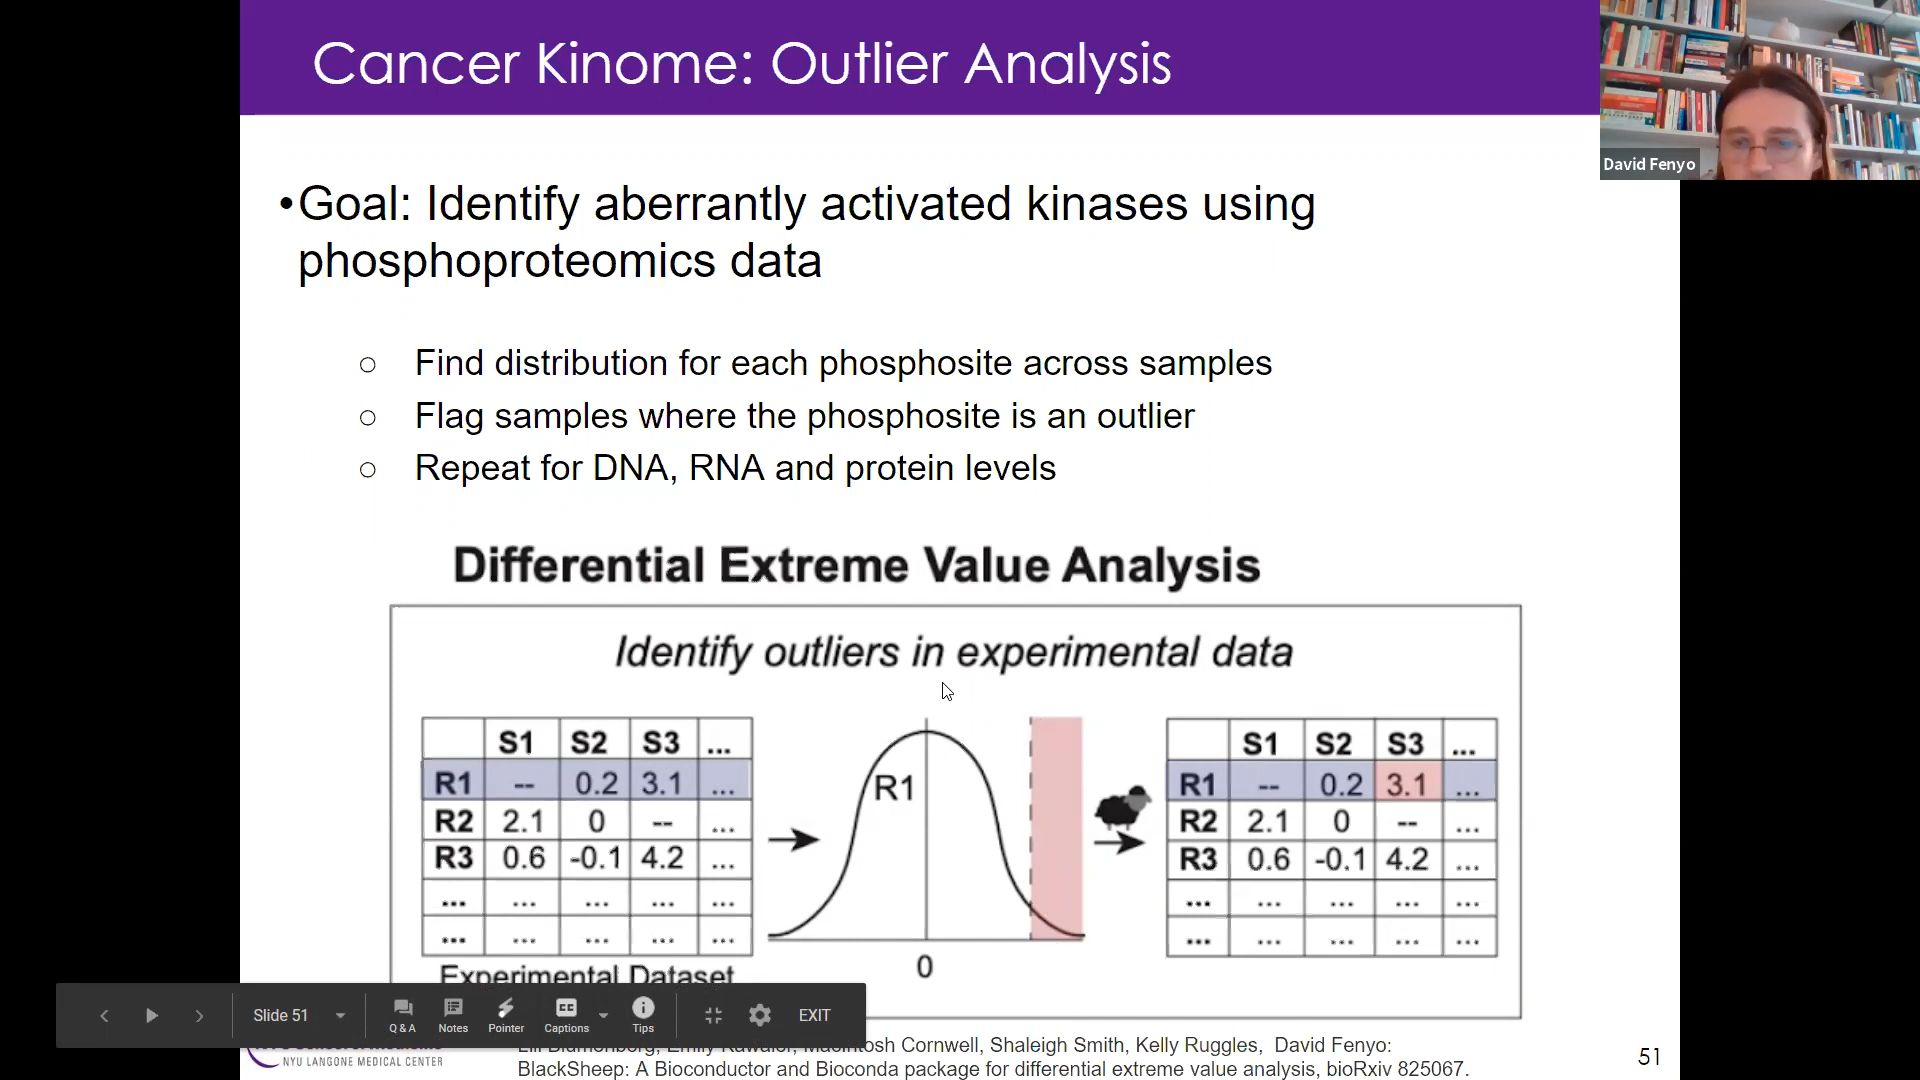 Cancer Kinome: Outlier Analysis
David Fenyo
•Goal: Identify aberrantly activated kinases using
phosphoproteomics data
○ Find distribution for each phosphosite across samples
○ Flag samples where the phosphosite is an outlier
○ Repeat for DNA, RNA and protein levels
Differential Extreme Value Analysis
Identify outliers in experimental data
S1 S2 S3 ...
R1 -- 0.2 3.1 ...
R2 2.1 0 -- ...
R3 0.6 -0.1 4.2 ...
... ... ... ... ...
... ... ... ... ...
Experimental Dataset
R1
0
S1 S2 S3 ...
R1 -- 0.2 3.1 ...
R2 2.1 0 -- ...
R3 0.6 -0.1 4.2 ...
... ... ... ... ...
... ... ... ... ...
Slide 51
Q & A
Notes
Pointer
CC
Captions
Tips
EXIT
NYU LANGONE MEDICAL CENTER
Lili Blumenberg, Emily Kawaler, MacIntosh Cornwell, Shaleigh Smith, Kelly Ruggles, David Fenyo:
BlackSheep: A Bioconductor and Bioconda package for differential extreme value analysis, bioRxiv 825067.
51